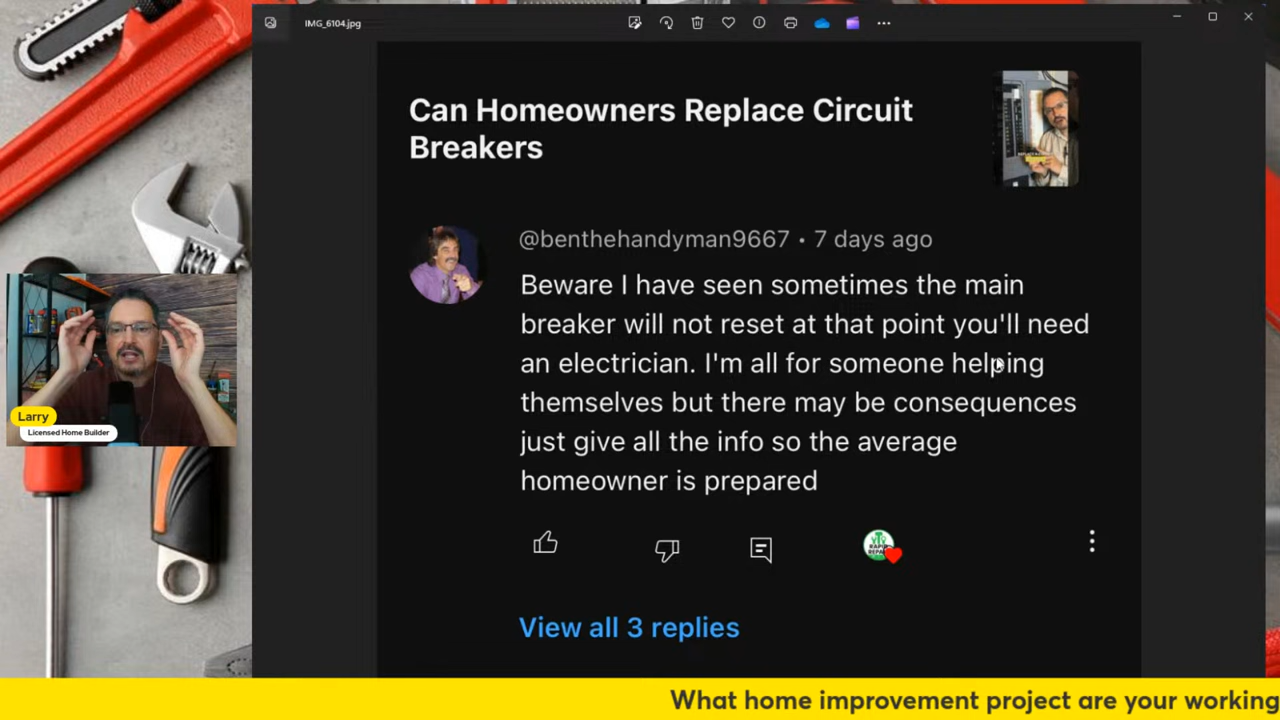 IMG_6104.jpg
Can Homeowners Replace Circuit
Breakers
@benthehandyman9667 • 7 days ago
Beware I have seen sometimes the main
breaker will not reset at that point you'll need
an electrician. I'm all for someone helping
themselves but there may be consequences
just give all the info so the average
homeowner is prepared
View all 3 replies
Larry
Licensed Home Builder
What home improvement project are your working